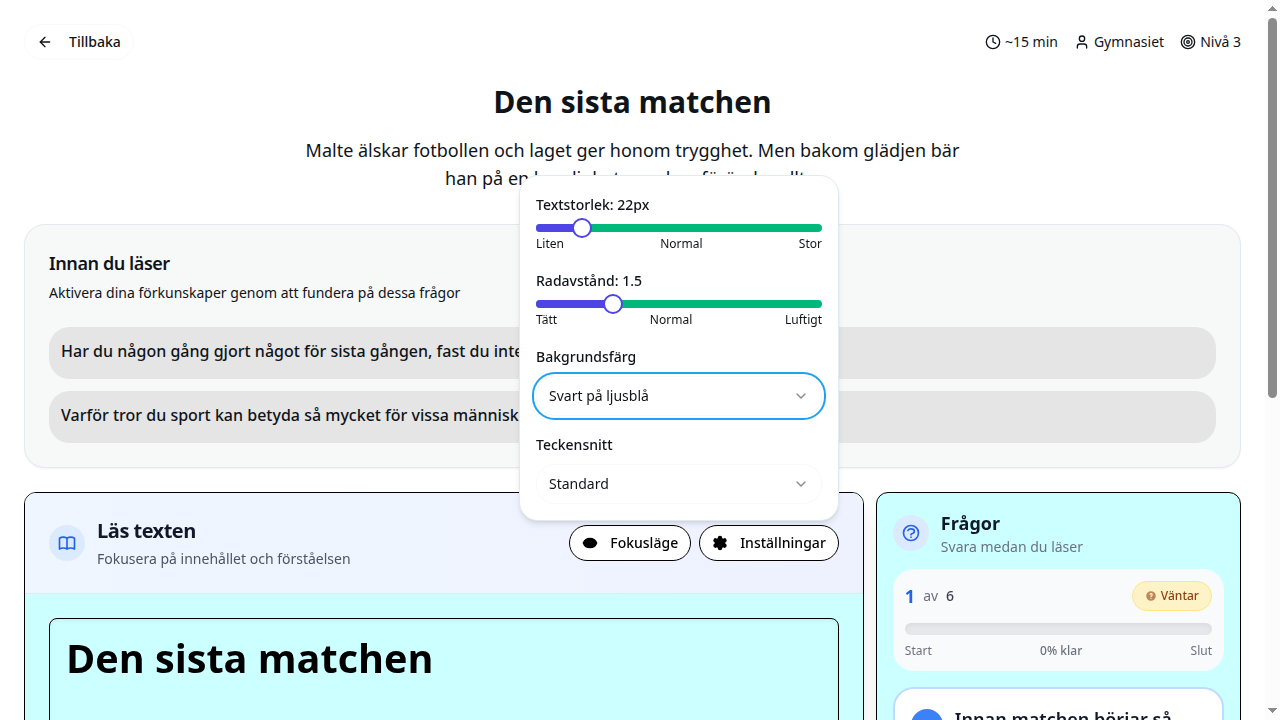 Tillbaka
~15 min
Gymnasiet
Nivå 3
Den sista matchen
Malte älskar fotbollen och laget ger honom trygghet. Men bakom glädjen bär
han på en
Textstorlek: 22px
Liten Normal Stor
Radavstånd: 1.5
Tätt Normal Luftigt
Bakgrundsfärg
Svart på ljusblå
Teckensnitt
Standard
Innan du läser
Aktivera dina förkunskaper genom att fundera på dessa frågor
Har du någon gång gjort något för sista gången, fast du inte
Varför tror du sport kan betyda så mycket för vissa människ
Läs texten
Fokusera på innehållet och förståelsen
Fokusläge
Inställningar
Den sista matchen
Frågor
Svara medan du läser
1 av 6
Väntar
Start 0% klar Slut
Innan matchen börjar så